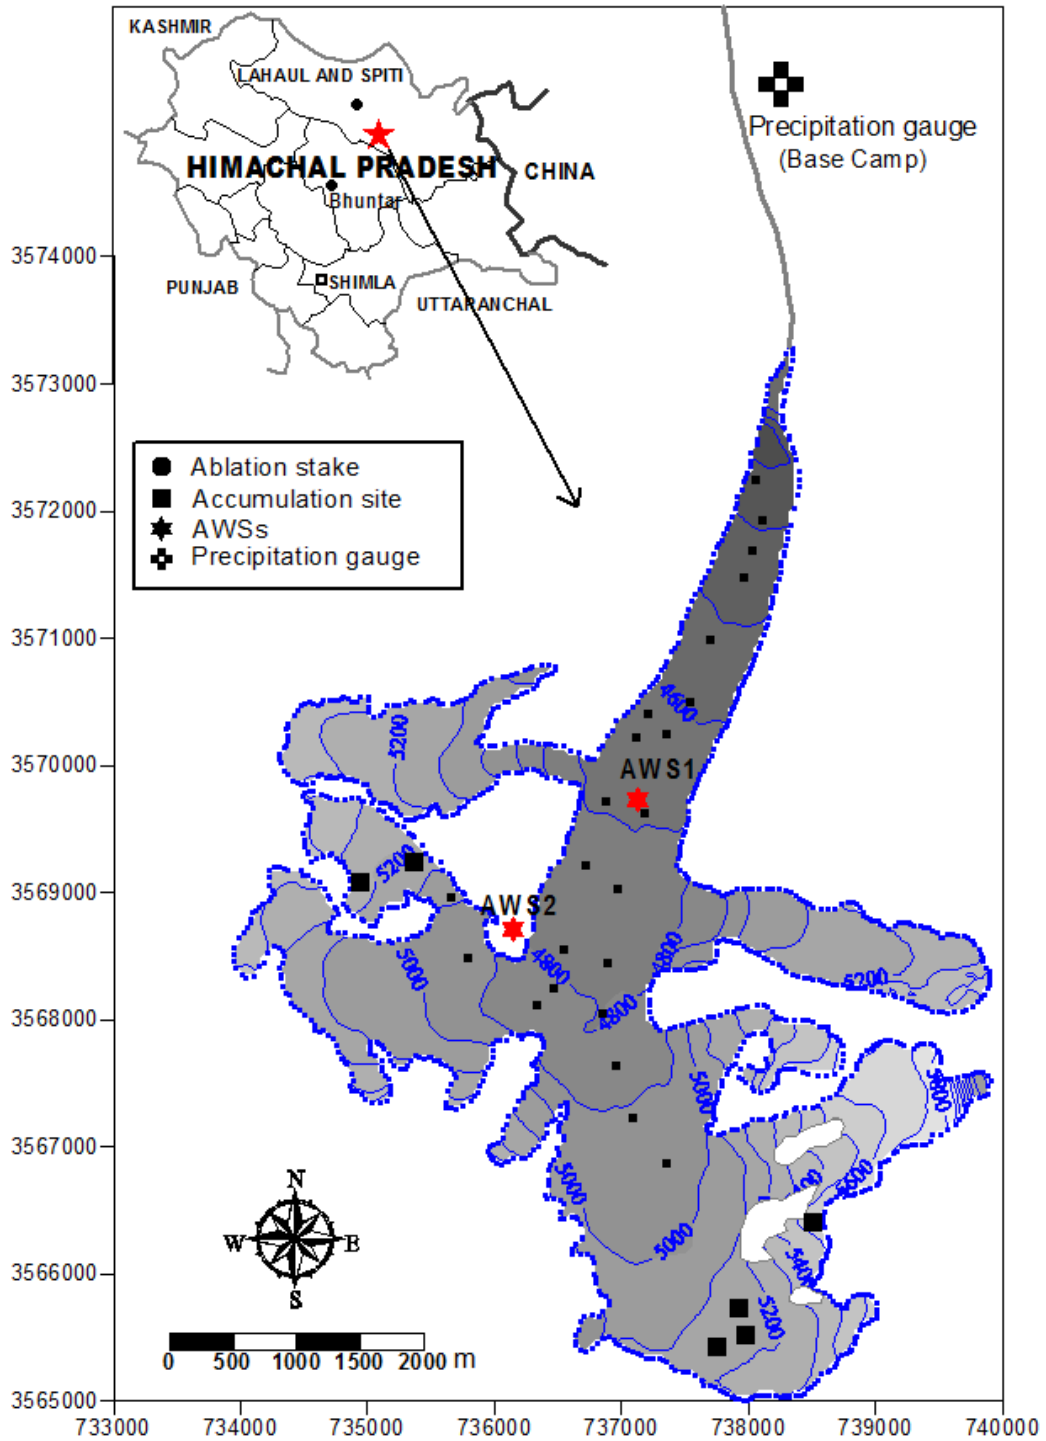 KASHMIR
LAHAUL AND SPITI
HIMACHAL PRADESH
CHINA
Bhuntar
PUNJAB
SHIMLA
UTTARANCHAL
Precipitation gauge
(Base Camp)
Ablation stake
Accumulation site
AWSs
Precipitation gauge
3574000
3573000
3572000
3571000
3570000
3569000
3568000
3567000
3566000
3565000
4600
5200
AWS1
5200
AWS2
5000
4800
4800
4800
5200
5000
5000
5000
5600
5400
5200
N
W
E
S
0 500 1000 1500 2000 m
733000 734000 735000 736000 737000 738000 739000 740000